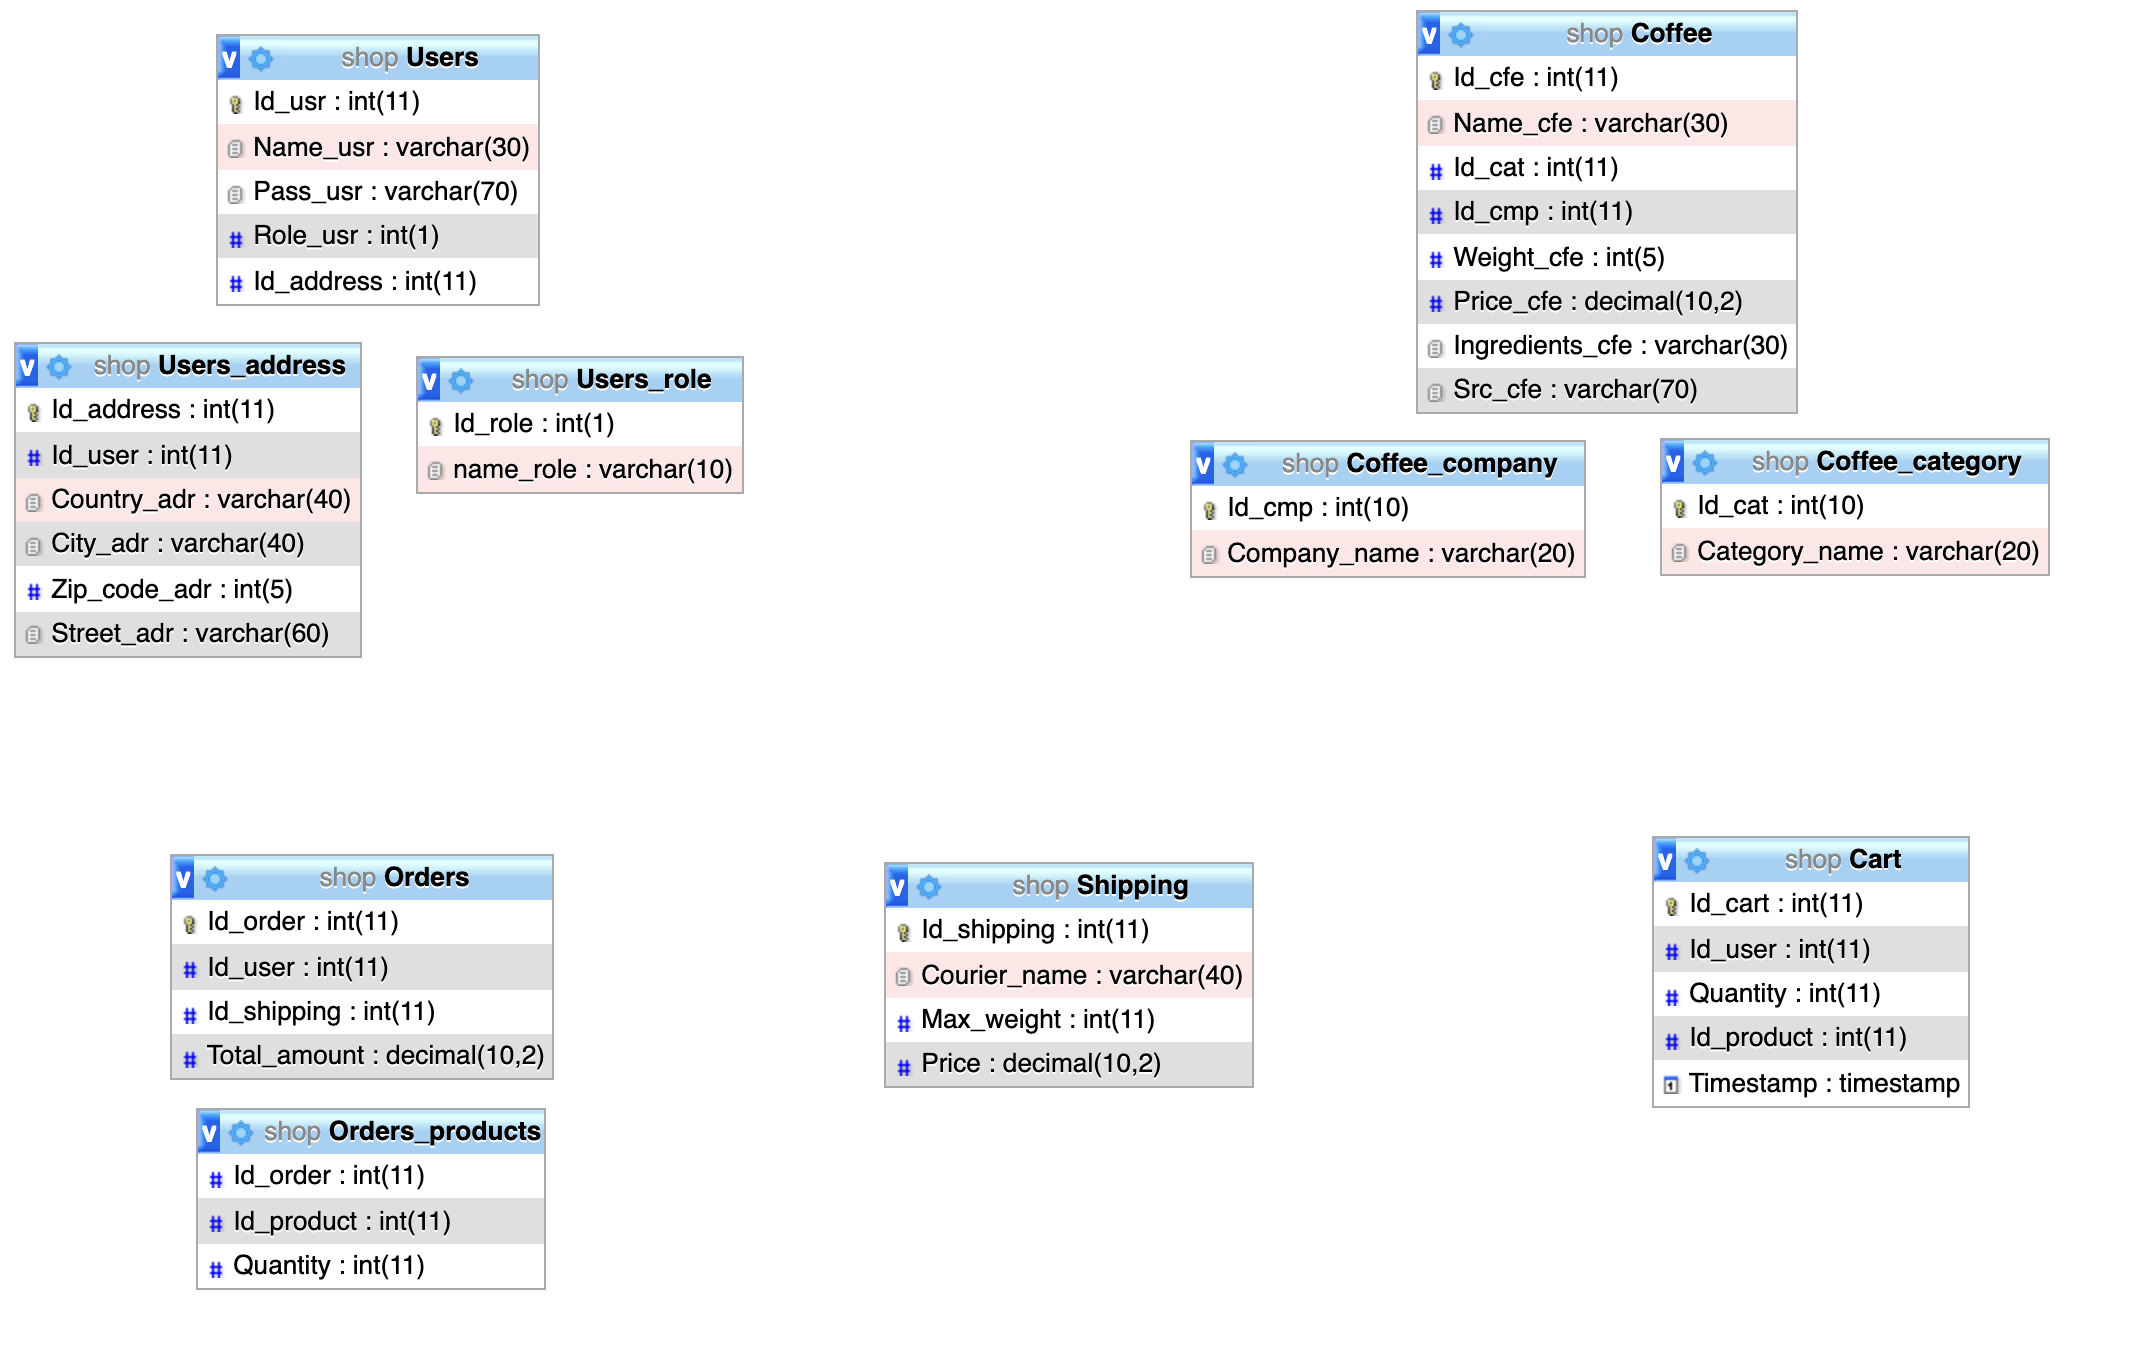 shop Users
Id_usr : int(11)
Name_usr : varchar(30)
Pass_usr : varchar(70)
Role_usr : int(1)
Id_address : int(11)
shop Coffee
Id_cfe : int(11)
Name_cfe : varchar(30)
Id_cat : int(11)
Id_cmp : int(11)
Weight_cfe : int(5)
Price_cfe : decimal(10,2)
Ingredients_cfe : varchar(30)
Src_cfe : varchar(70)
shop Users_address
Id_address : int(11)
Id_user : int(11)
Country_adr : varchar(40)
City_adr : varchar(40)
Zip_code_adr : int(5)
Street_adr : varchar(60)
shop Users_role
Id_role : int(1)
name_role : varchar(10)
shop Coffee_company
Id_cmp : int(10)
Company_name : varchar(20)
shop Coffee_category
Id_cat : int(10)
Category_name : varchar(20)
shop Orders
Id_order : int(11)
Id_user : int(11)
Id_shipping : int(11)
Total_amount : decimal(10,2)
shop Shipping
Id_shipping : int(11)
Courier_name : varchar(40)
Max_weight : int(11)
Price : decimal(10,2)
shop Cart
Id_cart : int(11)
Id_user : int(11)
Quantity : int(11)
Id_product : int(11)
Timestamp : timestamp
shop Orders_products
Id_order : int(11)
Id_product : int(11)
Quantity : int(11)